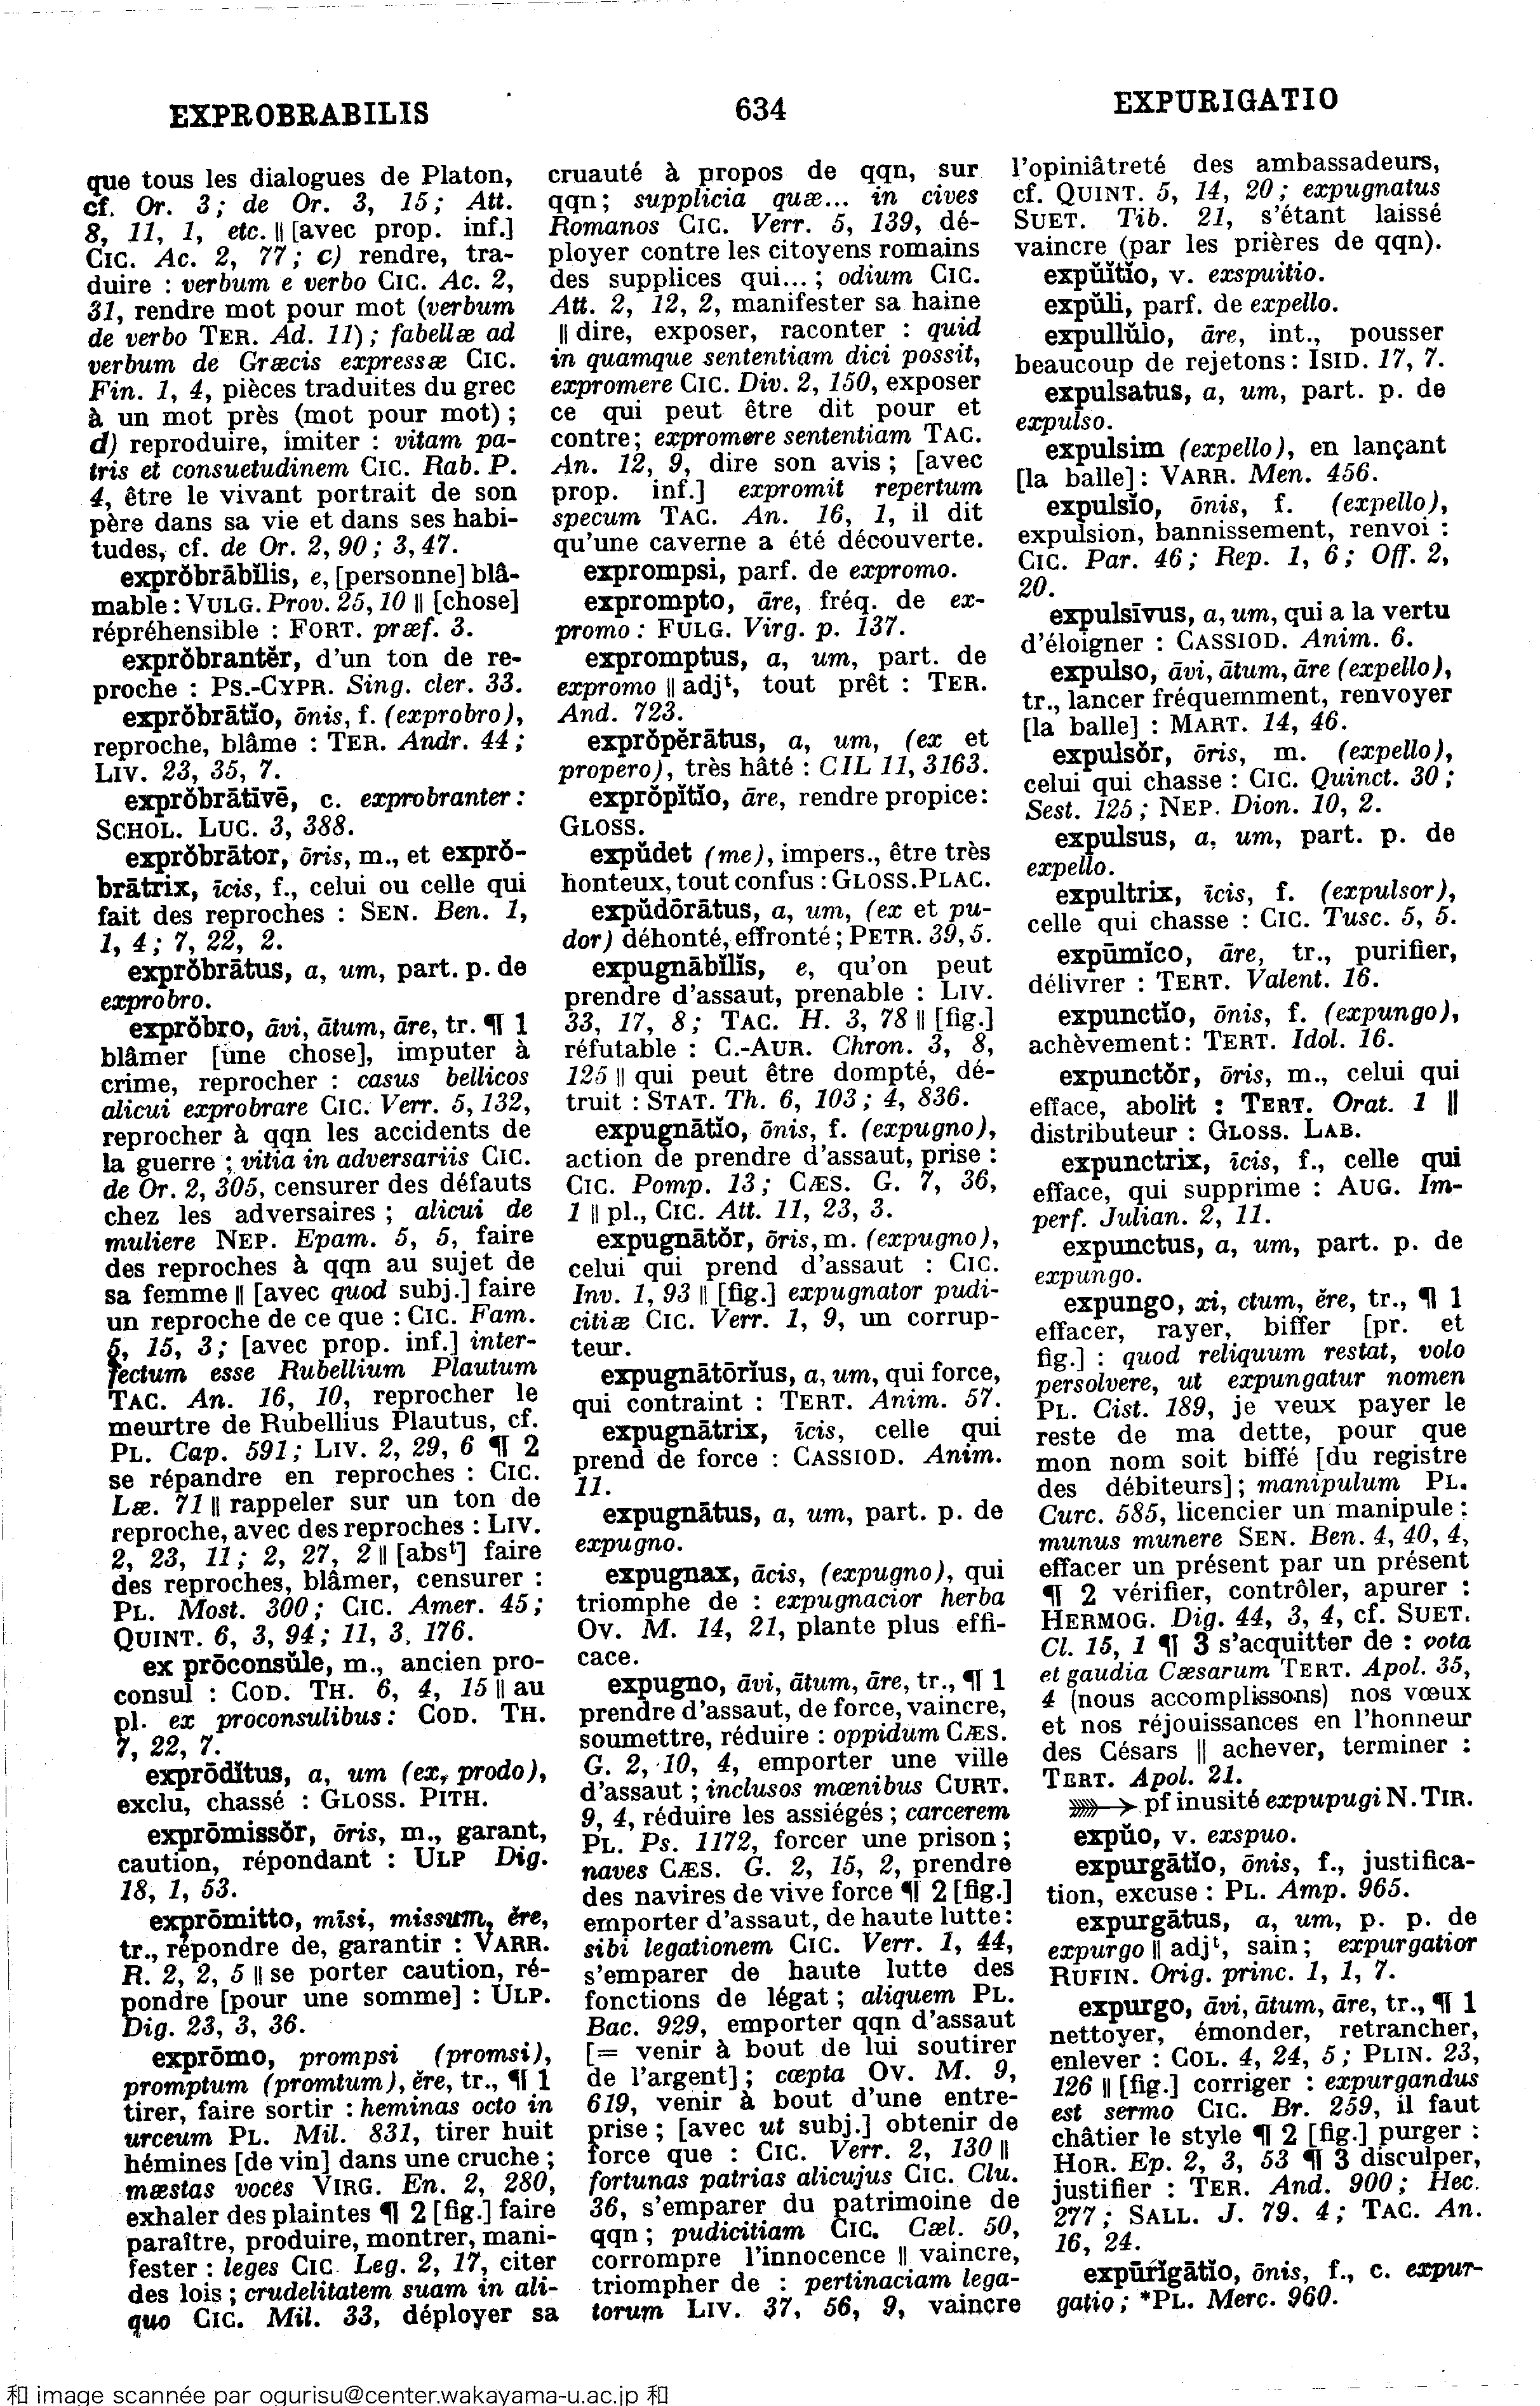 EXPROBRABILIS
634
EXPURIGATIO
que tous les dialogues de Platon,
cf. Or. 3; de Or. 3, 15; Att.
8, 11, 1, etc. ‖ [avec prop. inf.]
CIC. Ac. 2, 77; c) rendre, tra-
duire : verbum e verbo CIC. Ac. 2,
31, rendre mot pour mot (verbum
de verbo TER. Ad. 11); fabellæ ad
verbum de Græcis expressæ CIC.
Fin. 1, 4, pièces traduites du grec
à un mot près (mot pour mot);
d) reproduire, imiter : vitam pa-
tris et consuetudinem CIC. Rab. P.
4, être le vivant portrait de son
père dans sa vie et dans ses habi-
tudes, cf. de Or. 2, 90; 3, 47.
exprŏbrābĭlis, e, [personne] blâ-
mable : VULG. Prov. 25, 10 ‖ [chose]
répréhensible : FORT. præf. 3.
exprŏbrantĕr, d'un ton de re-
proche : PS.-CYPR. Sing. cler. 33.
exprŏbrātĭo, ōnis, f. (exprobro),
reproche, blâme : TER. Andr. 44;
LIV. 23, 35, 7.
exprŏbrātīvē, c. exprobranter :
SCHOL. LUC. 3, 388.
exprŏbrātor, ōris, m., et exprŏ-
brātrix, īcis, f., celui ou celle qui
fait des reproches : SEN. Ben. 1,
1, 4; 7, 22, 2.
exprŏbrātus, a, um, part. p. de
exprobro.
exprŏbro, āvi, ātum, āre, tr. ¶ 1
blâmer [une chose], imputer à
crime, reprocher : casus bellicos
alicui exprobrare CIC. Verr. 5, 132,
reprocher à qqn les accidents de
la guerre; vitia in adversariis CIC.
de Or. 2, 305, censurer des défauts
chez les adversaires; alicui de
muliere NEP. Epam. 5, 5, faire
des reproches à qqn au sujet de
sa femme ‖ [avec quod subj.] faire
un reproche de ce que : CIC. Fam.
5, 15, 3; [avec prop. inf.] inter-
fectum esse Rubellium Plautum
TAC. An. 16, 10, reprocher le
meurtre de Rubellius Plautus, cf.
PL. Cap. 591; LIV. 2, 29, 6 ¶ 2
se répandre en reproches : CIC.
Læ. 71 ‖ rappeler sur un ton de
reproche, avec des reproches : LIV.
2, 23, 11; 2, 27, 2 ‖ [absᵗ] faire
des reproches, blâmer, censurer :
PL. Most. 300; CIC. Amer. 45;
QUINT. 6, 3, 94; 11, 3, 176.
ex prōconsŭle, m., ancien pro-
consul : COD. TH. 6, 4, 15 ‖ au
pl. ex proconsulibus : COD. TH.
7, 22, 7.
exprōdĭtus, a, um (ex, prodo),
exclu, chassé : GLOSS. PITH.
exprōmissŏr, ōris, m., garant,
caution, répondant : ULP Dig.
18, 1, 53.
exprōmitto, mīsi, missum, ĕre,
tr., répondre de, garantir : VARR.
R. 2, 2, 5 ‖ se porter caution, ré-
pondre [pour une somme] : ULP.
Dig. 23, 3, 36.
exprōmo, prompsi (promsi),
promptum (promtum), ĕre, tr., ¶ 1
tirer, faire sortir : heminas octo in
urceum PL. Mil. 831, tirer huit
hémines [de vin] dans une cruche;
mæstas voces VIRG. En. 2, 280,
exhaler des plaintes ¶ 2 [fig.] faire
paraître, produire, montrer, mani-
fester : leges CIC. Leg. 2, 17, citer
des lois; crudelitatem suam in ali-
quo CIC. Mil. 33, déployer sa
cruauté à propos de qqn, sur
qqn; supplicia quæ... in cives
Romanos CIC. Verr. 5, 139, dé-
ployer contre les citoyens romains
des supplices qui...; odium CIC.
Att. 2, 12, 2, manifester sa haine
‖ dire, exposer, raconter : quid
in quamque sententiam dici possit,
expromere CIC. Div. 2, 150, exposer
ce qui peut être dit pour et
contre; expromere sententiam TAC.
An. 12, 9, dire son avis; [avec
prop. inf.] expromit repertum
specum TAC. An. 16, 1, il dit
qu'une caverne a été découverte.
exprompsi, parf. de expromo.
exprompto, āre, fréq. de ex-
promo : FULG. Virg. p. 137.
expromptus, a, um, part. de
expromo ‖ adjᵗ, tout prêt : TER.
And. 723.
exprŏpĕrātus, a, um, (ex et
propero), très hâté : CIL 11, 3163.
exprŏpĭtĭo, āre, rendre propice :
GLOSS.
expŭdet (me), impers., être très
honteux, tout confus : GLOSS. PLAC.
expŭdōrātus, a, um, (ex et pu-
dor) déhonté, effronté; PETR. 39, 5.
expugnābĭlĭs, e, qu'on peut
prendre d'assaut, prenable : LIV.
33, 17, 8; TAC. H. 3, 78 ‖ [fig.]
réfutable : C.-AUR. Chron. 3, 8,
125 ‖ qui peut être dompté, dé-
truit : STAT. Th. 6, 103; 4, 836.
expugnātĭo, ōnis, f. (expugno),
action de prendre d'assaut, prise :
CIC. Pomp. 13; CÆS. G. 7, 36,
1 ‖ pl., CIC. Att. 11, 23, 3.
expugnātŏr, ōris, m. (expugno),
celui qui prend d'assaut : CIC.
Inv. 1, 93 ‖ [fig.] expugnator pudi-
citiæ CIC. Verr. 1, 9, un corrup-
teur.
expugnātōrĭus, a, um, qui force,
qui contraint : TERT. Anim. 57.
expugnātrix, īcis, celle qui
prend de force : CASSIOD. Anim.
11.
expugnātus, a, um, part. p. de
expugno.
expugnax, ācis, (expugno), qui
triomphe de : expugnacior herba
OV. M. 14, 21, plante plus effi-
cace.
expugno, āvi, ātum, āre, tr., ¶ 1
prendre d'assaut, de force, vaincre,
soumettre, réduire : oppidum CÆS.
G. 2, 10, 4, emporter une ville
d'assaut; inclusos mœnibus CURT.
9, 4, réduire les assiégés; carcerem
PL. Ps. 1172, forcer une prison;
naves CÆS. G. 2, 15, 2, prendre
des navires de vive force ¶ 2 [fig.]
emporter d'assaut, de haute lutte :
sibi legationem CIC. Verr. 1, 44,
s'emparer de haute lutte des
fonctions de légat; aliquem PL.
Bac. 929, emporter qqn d'assaut
[= venir à bout de lui soutirer
de l'argent]; cœpta OV. M. 9,
619, venir à bout d'une entre-
prise; [avec ut subj.] obtenir de
force que : CIC. Verr. 2, 130 ‖
fortunas patrias alicujus CIC. Clu.
36, s'emparer du patrimoine de
qqn; pudicitiam CIC. Cæl. 50,
corrompre l'innocence ‖ vaincre,
triompher de : pertinaciam lega-
torum LIV. 37, 56, 9, vaincre
l'opiniâtreté des ambassadeurs,
cf. QUINT. 5, 14, 20; expugnatus
SUET. Tib. 21, s'étant laissé
vaincre (par les prières de qqn).
expŭĭtĭo, v. exspuitio.
expŭli, parf. de expello.
expullŭlo, āre, int., pousser
beaucoup de rejetons : ISID. 17, 7.
expulsatus, a, um, part. p. de
expulso.
expulsim (expello), en lançant
[la balle] : VARR. Men. 456.
expulsĭo, ōnis, f. (expello),
expulsion, bannissement, renvoi :
CIC. Par. 46; Rep. 1, 6; Off. 2,
20.
expulsīvus, a, um, qui a la vertu
d'éloigner : CASSIOD. Anim. 6.
expulso, āvi, ātum, āre (expello),
tr., lancer fréquemment, renvoyer
[la balle] : MART. 14, 46.
expulsŏr, ōris, m. (expello),
celui qui chasse : CIC. Quinct. 30;
Sest. 125; NEP. Dion. 10, 2.
expulsus, a, um, part. p. de
expello.
expultrix, īcis, f. (expulsor),
celle qui chasse : CIC. Tusc. 5, 5.
expūmĭco, āre, tr., purifier,
délivrer : TERT. Valent. 16.
expunctĭo, ōnis, f. (expungo),
achèvement : TERT. Idol. 16.
expunctŏr, ōris, m., celui qui
efface, abolit : TERT. Orat. 1 ‖
distributeur : GLOSS. LAB.
expunctrix, īcis, f., celle qui
efface, qui supprime : AUG. Im-
perf. Julian. 2, 11.
expunctus, a, um, part. p. de
expungo.
expungo, xi, ctum, ĕre, tr., ¶ 1
effacer, rayer, biffer [pr. et
fig.] : quod reliquum restat, volo
persolvere, ut expungatur nomen
PL. Cist. 189, je veux payer le
reste de ma dette, pour que
mon nom soit biffé [du registre
des débiteurs]; manipulum PL.
Curc. 585, licencier un manipule :
munus munere SEN. Ben. 4, 40, 4,
effacer un présent par un présent
¶ 2 vérifier, contrôler, apurer :
HERMOG. Dig. 44, 3, 4, cf. SUET.
Cl. 15, 1 ¶ 3 s'acquitter de : vota
et gaudia Cæsarum TERT. Apol. 35,
4 (nous accomplissons) nos vœux
et nos réjouissances en l'honneur
des Césars ‖ achever, terminer :
TERT. Apol. 21.
➳ pf inusité expupugi N. TIR.
expŭo, v. exspuo.
expurgātĭo, ōnis, f., justifica-
tion, excuse : PL. Amp. 965.
expurgātus, a, um, p. p. de
expurgo ‖ adjᵗ, sain; expurgatior
RUFIN. Orig. princ. 1, 1, 7.
expurgo, āvi, ātum, āre, tr., ¶ 1
nettoyer, émonder, retrancher,
enlever : COL. 4, 24, 5; PLIN. 23,
126 ‖ [fig.] corriger : expurgandus
est sermo CIC. Br. 259, il faut
châtier le style ¶ 2 [fig.] purger :
HOR. Ep. 2, 3, 53 ¶ 3 disculper,
justifier : TER. And. 900; Hec.
277; SALL. J. 79. 4; TAC. An.
16, 24.
expūrĭgātĭo, ōnis, f., c. expur-
gatio; *PL. Merc. 960.
和 image scannée par ogurisu@center.wakayama-u.ac.jp 和